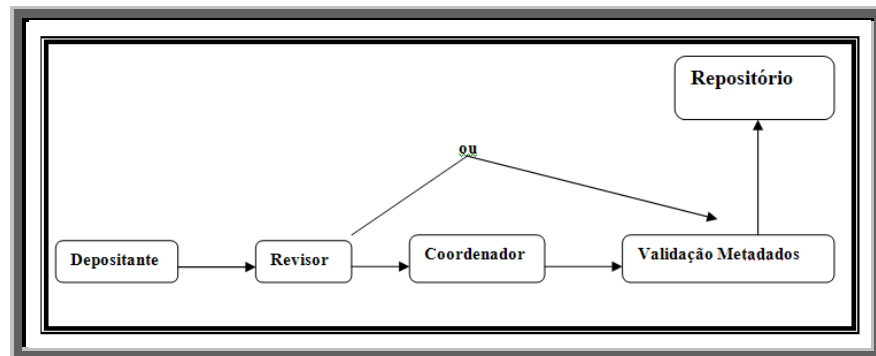 Repositório
ou
Depositante
Revisor
Coordenador
Validação Metadados